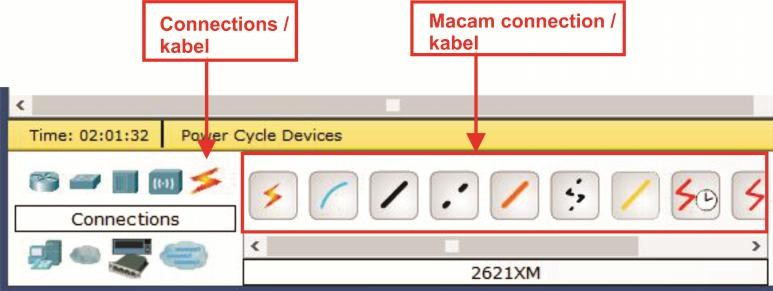 Connections /
kabel
Macam connection /
kabel
Time: 02:01:32
Power Cycle Devices
Connections
2621XM